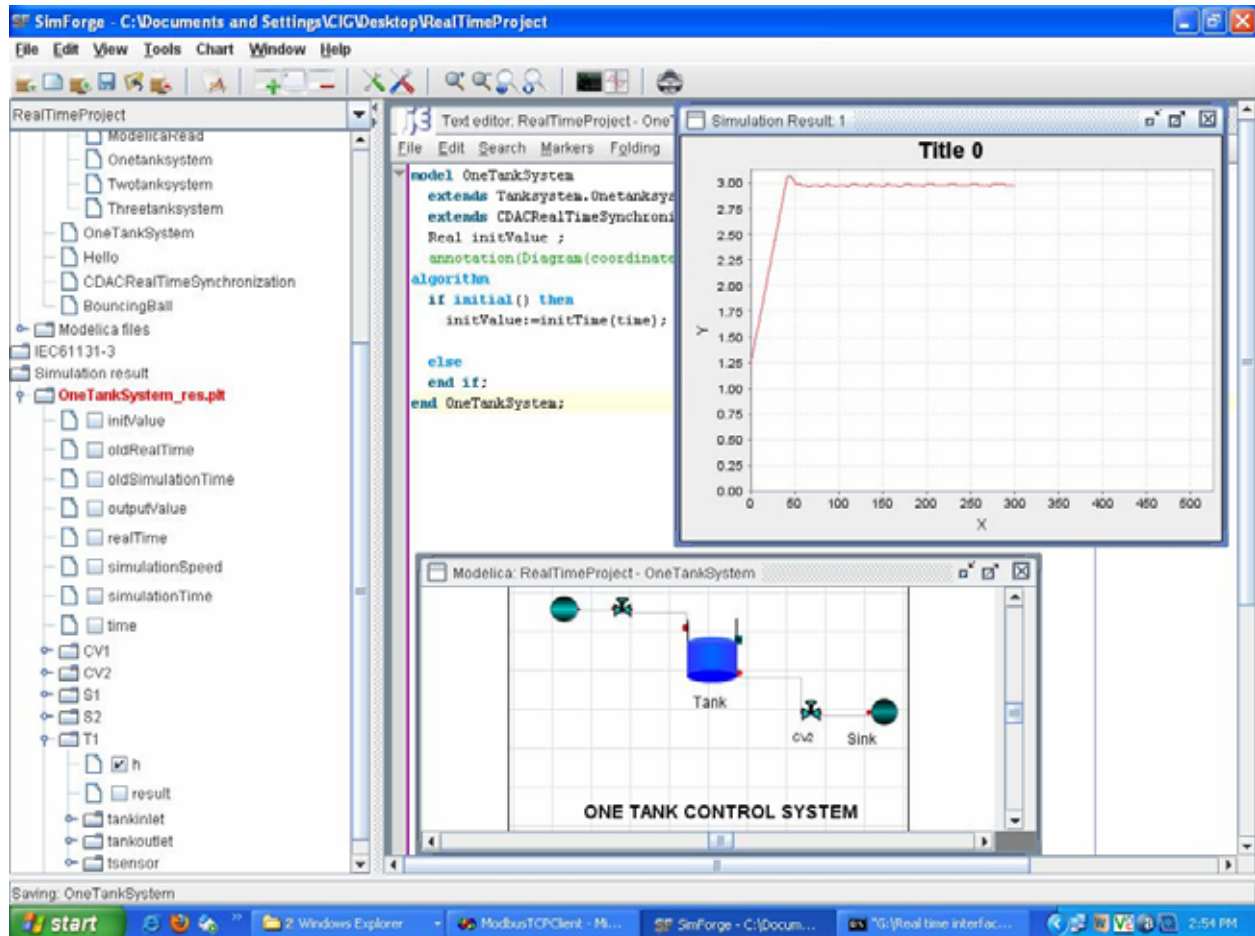 SF SimForge - C:\Documents and Settings\CIG\Desktop\RealTimeProject
File Edit View Tools Chart Window Help
RealTimeProject
ModelicaRead
Onetanksystem
Twotanksystem
Threetanksystem
OneTankSystem
Hello
CDACRealTimeSynchronization
BouncingBall
Modelica files
IEC61131-3
Simulation result
OneTankSystem_res.plt
initValue
oldRealTime
oldSimulationTime
outputValue
realTime
simulationSpeed
simulationTime
time
CV1
CV2
S1
S2
T1
h
result
tankinlet
tankoutlet
tsensor
Text editor: RealTimeProject - OneT
File Edit Search Markers Folding
model OneTankSystem
extends Tanksystem.Onetanksys
extends CDACRealTimeSynchroni
Real initValue ;
annotation(Diagram(coordinate
algorithm
if initial() then
initValue:=initTime(time);
else
end if;
end OneTankSystem;
Simulation Result: 1
Title 0
3.00
2.75
2.50
2.25
2.00
1.75
1.50
1.25
1.00
0.75
0.50
0.25
0.00
Y
0 50 100 150 200 250 300 350 400 450 500
X
Modelica: RealTimeProject - OneTankSystem
Tank
CV2
Sink
ONE TANK CONTROL SYSTEM
Saving: OneTankSystem
start
2 Windows Explorer
ModbusTCPClient - Mi...
SF SimForge - C:\Docum...
"G:\Real time interfac...
2:54 PM